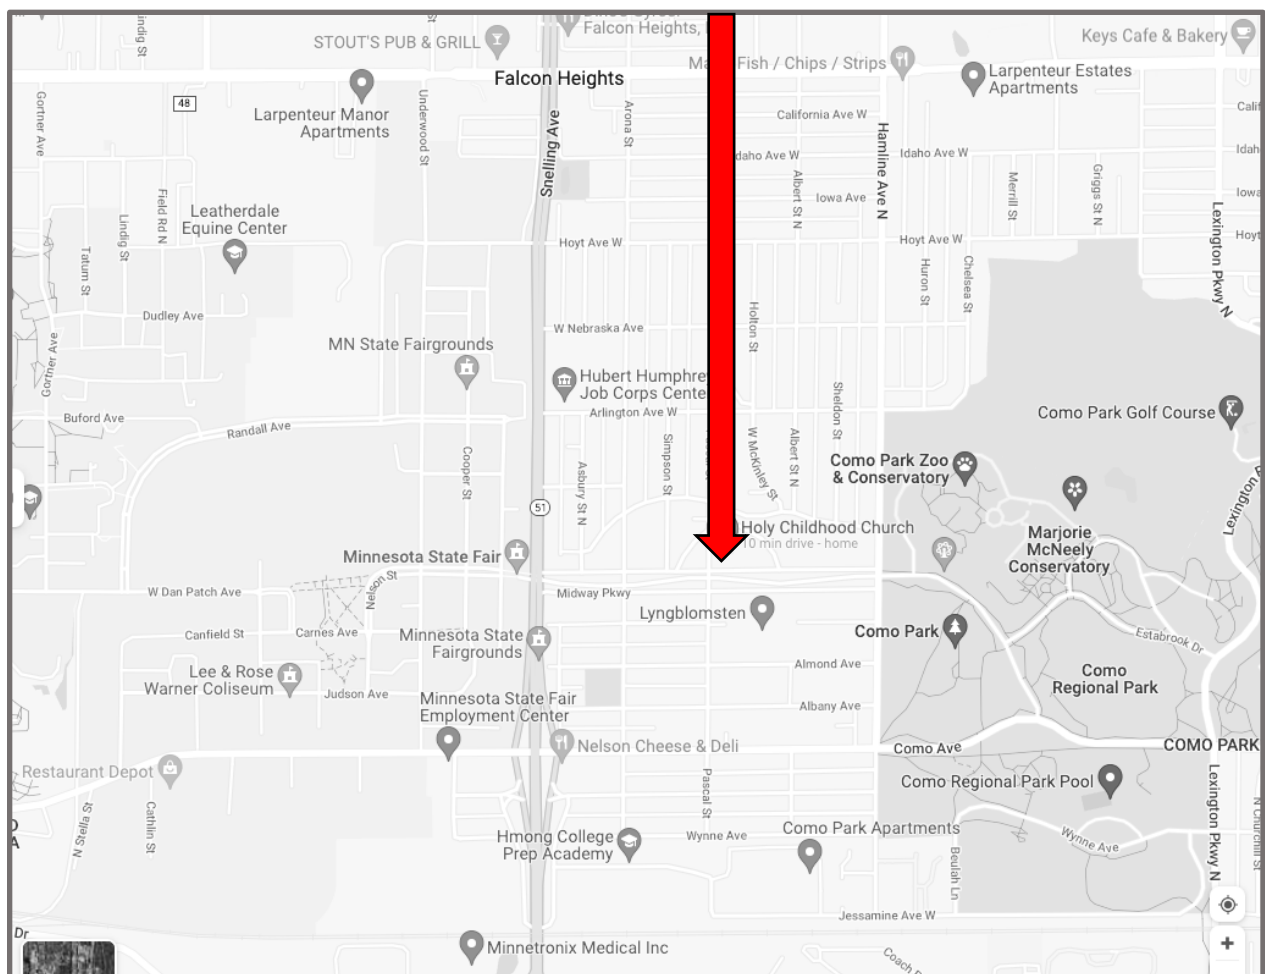 STOUT'S PUB & GRILL
Falcon Heights,
Keys Cafe & Bakery
Lindig St
Falcon Heights
Fish / Chips / Strips
Larpenteur Estates
Apartments
48
Larpenteur Manor
Apartments
Gortner Ave
Underwood St
Snelling Ave
Arona St
California Ave W
Hamline Ave N
Idaho Ave W
Albert St N
Iowa Ave
Merrill St
Griggs St N
Lexington Pkwy N
Leatherdale
Equine Center
Field Rd N
Lindig St
Tatum St
Hoyt Ave W
Hoyt Ave W
Huron St
Chelsea St
Dudley Ave
MN State Fairgrounds
W Nebraska Ave
Holton St
Gortner Ave
Hubert Humphre
Job Corps Cente
Arlington Ave W
Sheldon St
Como Park Golf Course
Buford Ave
Randall Ave
Cooper St
Asbury St N
Simpson St
W McKinley St
Albert St N
Como Park Zoo
& Conservatory
Lexington
51
Holy Childhood Church
10 min drive - home
Marjorie
McNeely
Conservatory
Minnesota State Fair
Nelson St
W Dan Patch Ave
Midway Pkwy
Lyngblomsten
Como Park
Canfield St
Carnes Ave
Minnesota State
Fairgrounds
Estabrook Dr
Almond Ave
Como
Regional Park
Lee & Rose
Warner Coliseum
Judson Ave
Minnesota State Fair
Employment Center
Albany Ave
Nelson Cheese & Deli
Como Ave
COMO PARK
Restaurant Depot
Pascal St
Como Regional Park Pool
Lexington Pkwy N
N Churchill St
N Stella St
Cathlin St
Hmong College
Prep Academy
Wynne Ave
Como Park Apartments
Wynne Ave
Beulah Ln
Jessamine Ave W
Dr
Minnetronix Medical Inc
Coach